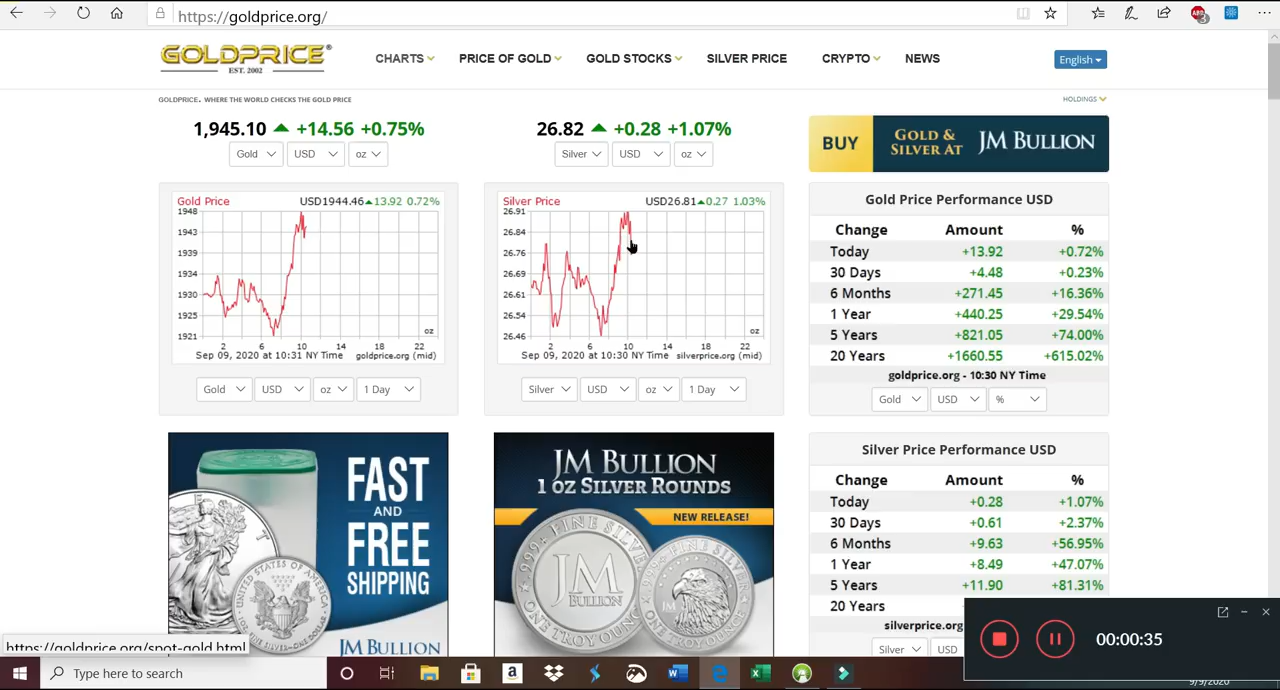 https://goldprice.org/
GOLDPRICE®
EST. 2002
CHARTS
PRICE OF GOLD
GOLD STOCKS
SILVER PRICE
CRYPTO
NEWS
English
GOLDPRICE. WHERE THE WORLD CHECKS THE GOLD PRICE
HOLDINGS
1,945.10 ▲ +14.56 +0.75%
Gold USD oz
26.82 ▲ +0.28 +1.07%
Silver USD oz
BUY GOLD & SILVER AT JM BULLION
Gold Price USD1944.46▲13.92 0.72%
1948
1943
1939
1934
1930
1925
1921
oz
2 6 10 14 18 22
Sep 09, 2020 at 10:31 NY Time goldprice.org (mid)
Gold USD oz 1 Day
Silver Price USD26.81▲0.27 1.03%
26.91
26.84
26.76
26.69
26.61
26.54
26.46
oz
2 6 10 14 18 22
Sep 09, 2020 at 10:30 NY Time silverprice.org (mid)
Silver USD oz 1 Day
Gold Price Performance USD
Change Amount %
Today +13.92 +0.72%
30 Days +4.48 +0.23%
6 Months +271.45 +16.36%
1 Year +440.25 +29.54%
5 Years +821.05 +74.00%
20 Years +1660.55 +615.02%
goldprice.org - 10:30 NY Time
Gold USD %
FAST
AND
FREE
SHIPPING
JM BULLION
UNITED STATES
JM BULLION
1 OZ SILVER ROUNDS
NEW RELEASE!
.999+ FINE SILVER
JM
BULLION
ONE TROY OUNCE
Silver Price Performance USD
Change Amount %
Today +0.28 +1.07%
30 Days +0.61 +2.37%
6 Months +9.63 +56.95%
1 Year +8.49 +47.07%
5 Years +11.90 +81.31%
20 Years
silverprice.org
Silver USD
00:00:35
https://goldprice.org/spot-gold.html
Type here to search
9/9/2020